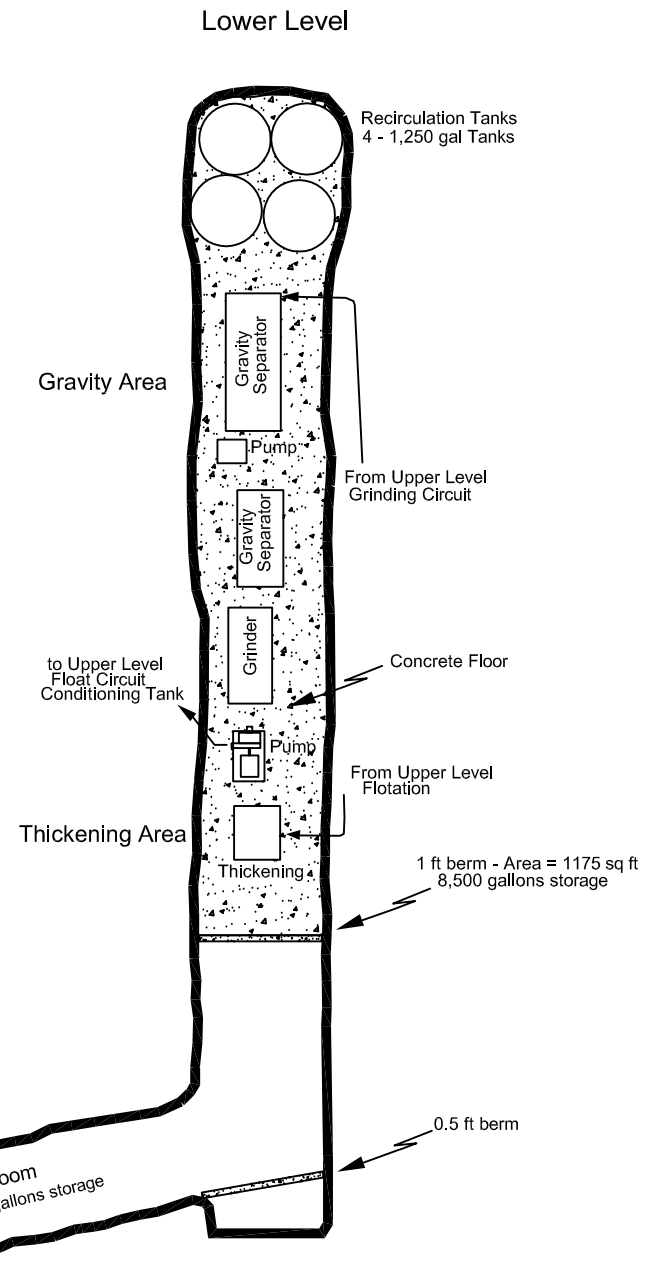 Lower Level
Recirculation Tanks
4 - 1,250 gal Tanks
Gravity
Separator
Gravity Area
Pump
From Upper Level
Grinding Circuit
Gravity
Separator
Grinder
to Upper Level
Float Circuit
Conditioning Tank
Concrete Floor
Pump
From Upper Level
Flotation
Thickening Area
Thickening
1 ft berm - Area = 1175 sq ft
8,500 gallons storage
0.5 ft berm
oom
gallons storage